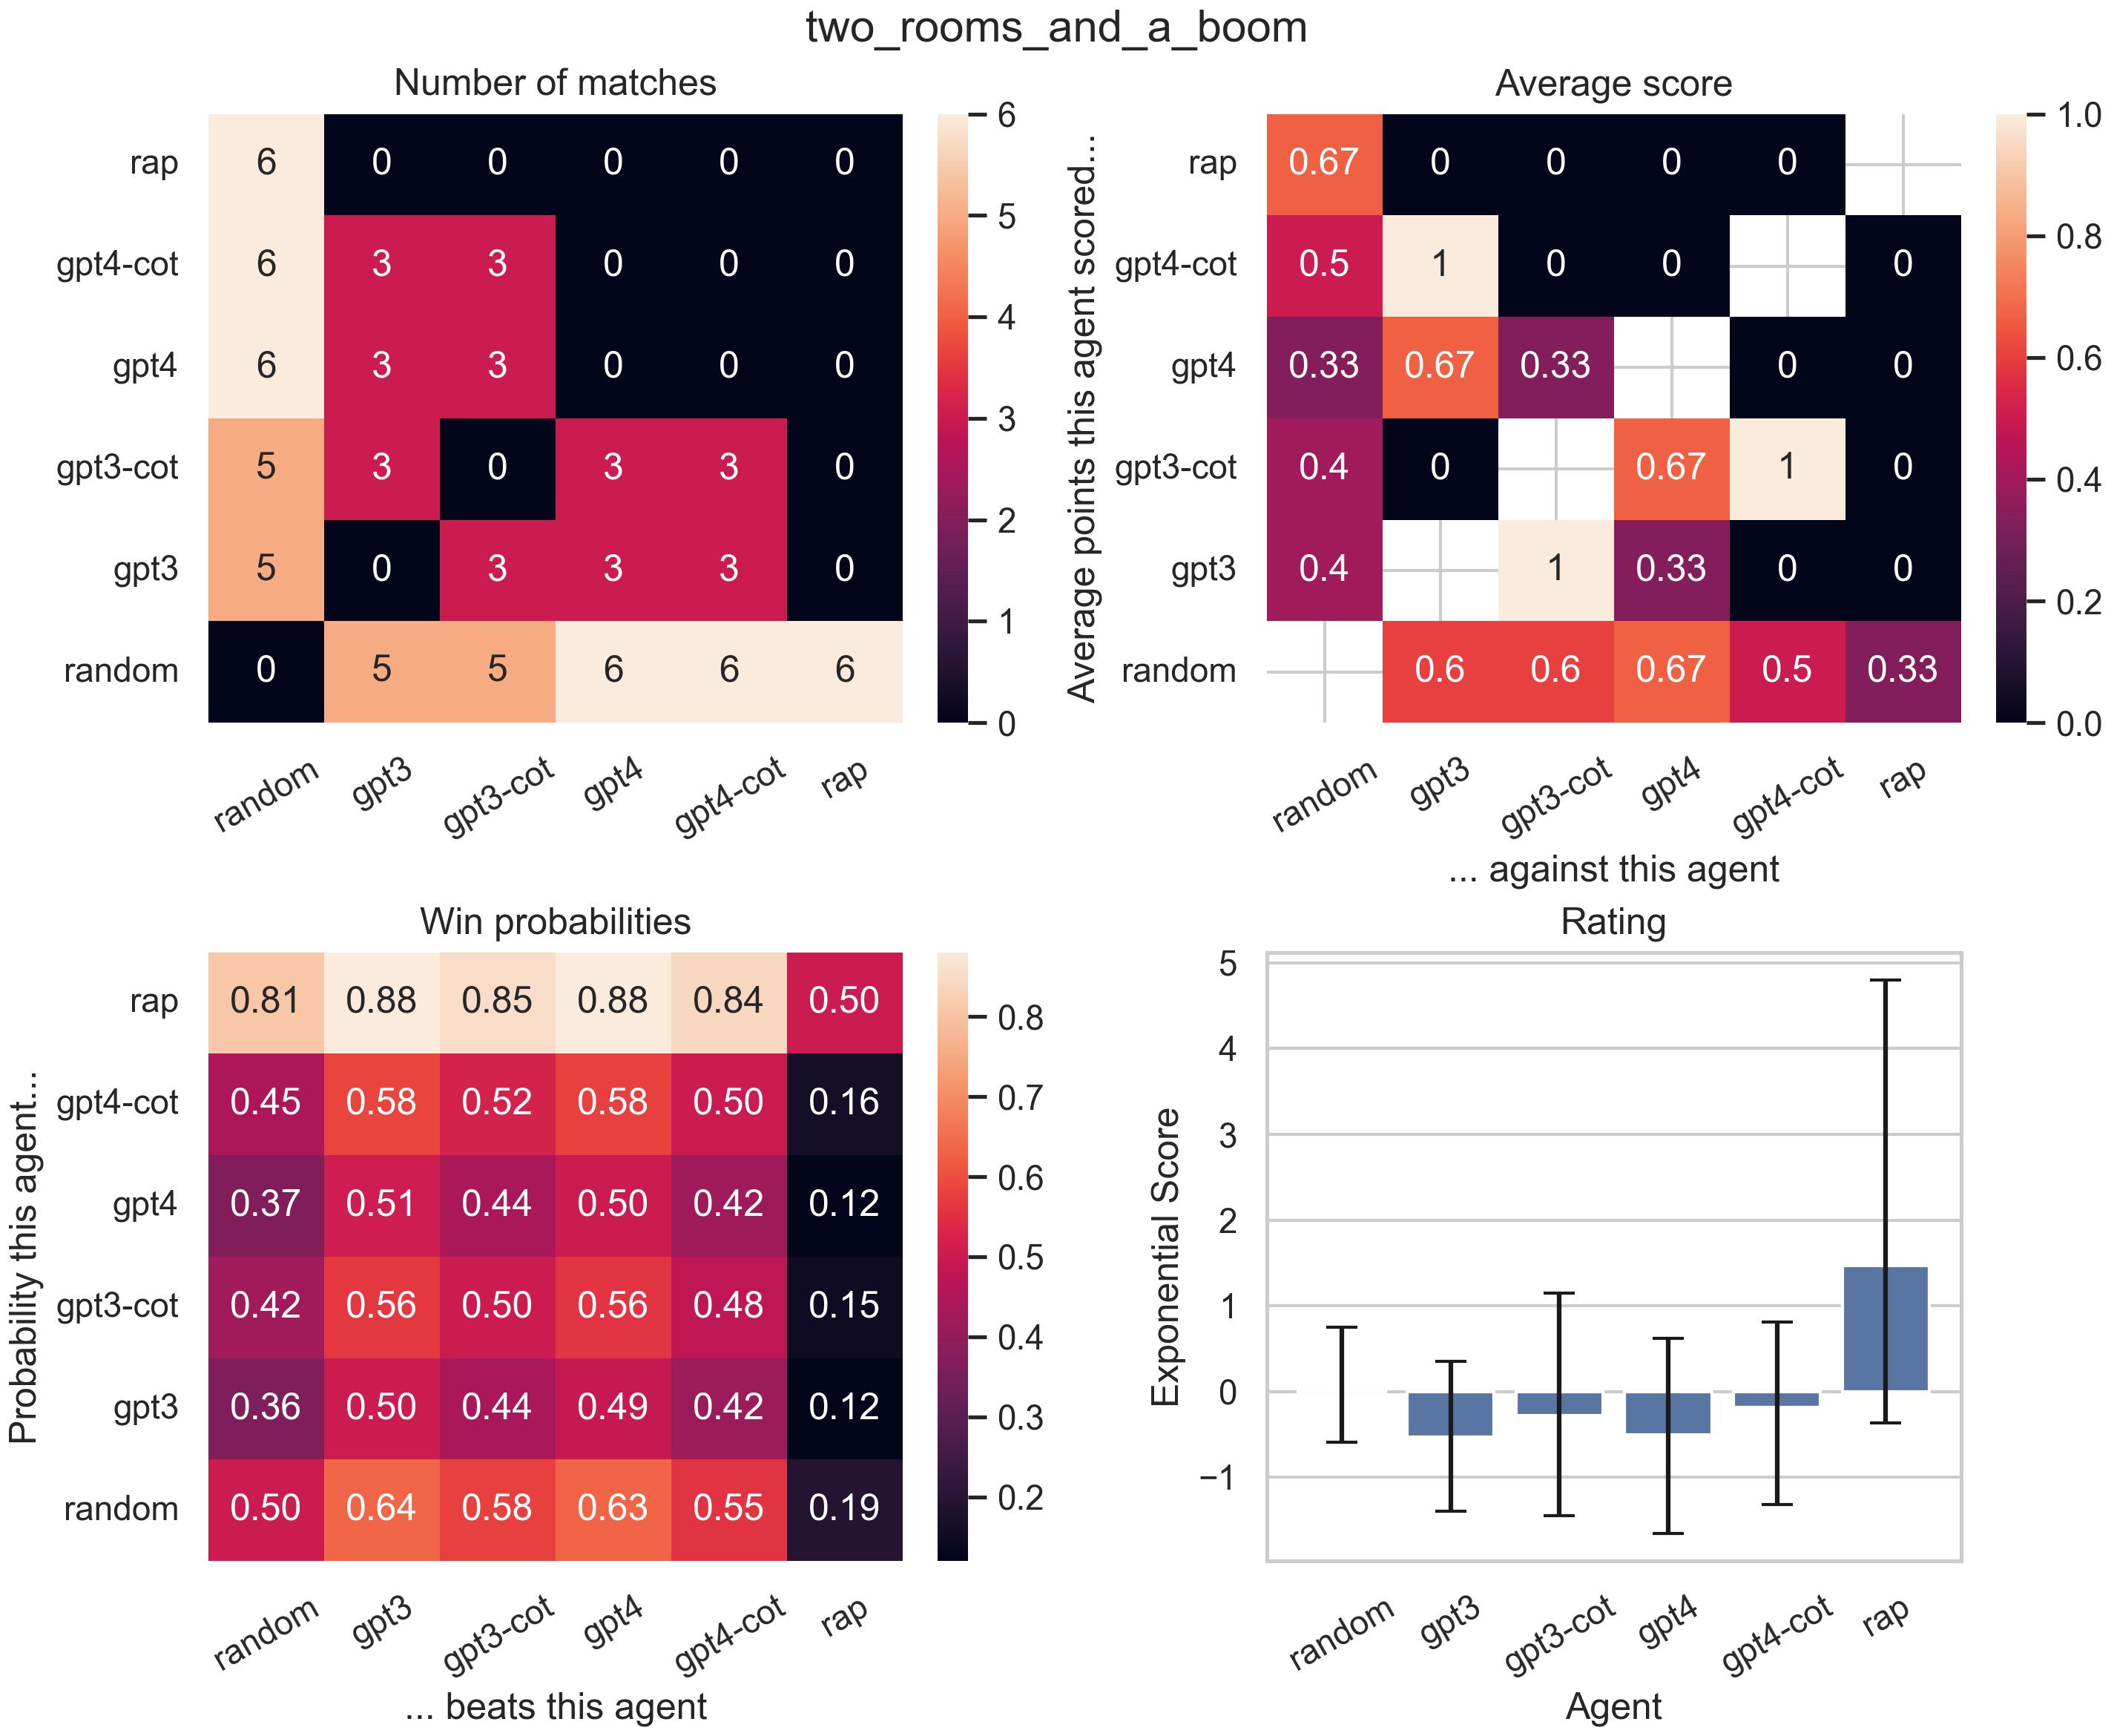 two_rooms_and_a_boom
Number of matches
rap 6 0 0 0 0 0
gpt4-cot 6 3 3 0 0 0
gpt4 6 3 3 0 0 0
gpt3-cot 5 3 0 3 3 0
gpt3 5 0 3 3 3 0
random 0 5 5 6 6 6
random gpt3 gpt3-cot gpt4 gpt4-cot rap
6
5
4
3
2
1
0
Average score
Average points this agent scored...
rap 0.67 0 0 0 0
gpt4-cot 0.5 1 0 0 0
gpt4 0.33 0.67 0.33 0 0
gpt3-cot 0.4 0 0.67 1 0
gpt3 0.4 1 0.33 0 0
random 0.6 0.6 0.67 0.5 0.33
random gpt3 gpt3-cot gpt4 gpt4-cot rap
... against this agent
1.0
0.8
0.6
0.4
0.2
0.0
Win probabilities
Probability this agent...
rap 0.81 0.88 0.85 0.88 0.84 0.50
gpt4-cot 0.45 0.58 0.52 0.58 0.50 0.16
gpt4 0.37 0.51 0.44 0.50 0.42 0.12
gpt3-cot 0.42 0.56 0.50 0.56 0.48 0.15
gpt3 0.36 0.50 0.44 0.49 0.42 0.12
random 0.50 0.64 0.58 0.63 0.55 0.19
random gpt3 gpt3-cot gpt4 gpt4-cot rap
... beats this agent
0.8
0.7
0.6
0.5
0.4
0.3
0.2
Rating
Exponential Score
5
4
3
2
1
0
−1
random gpt3 gpt3-cot gpt4 gpt4-cot rap
Agent